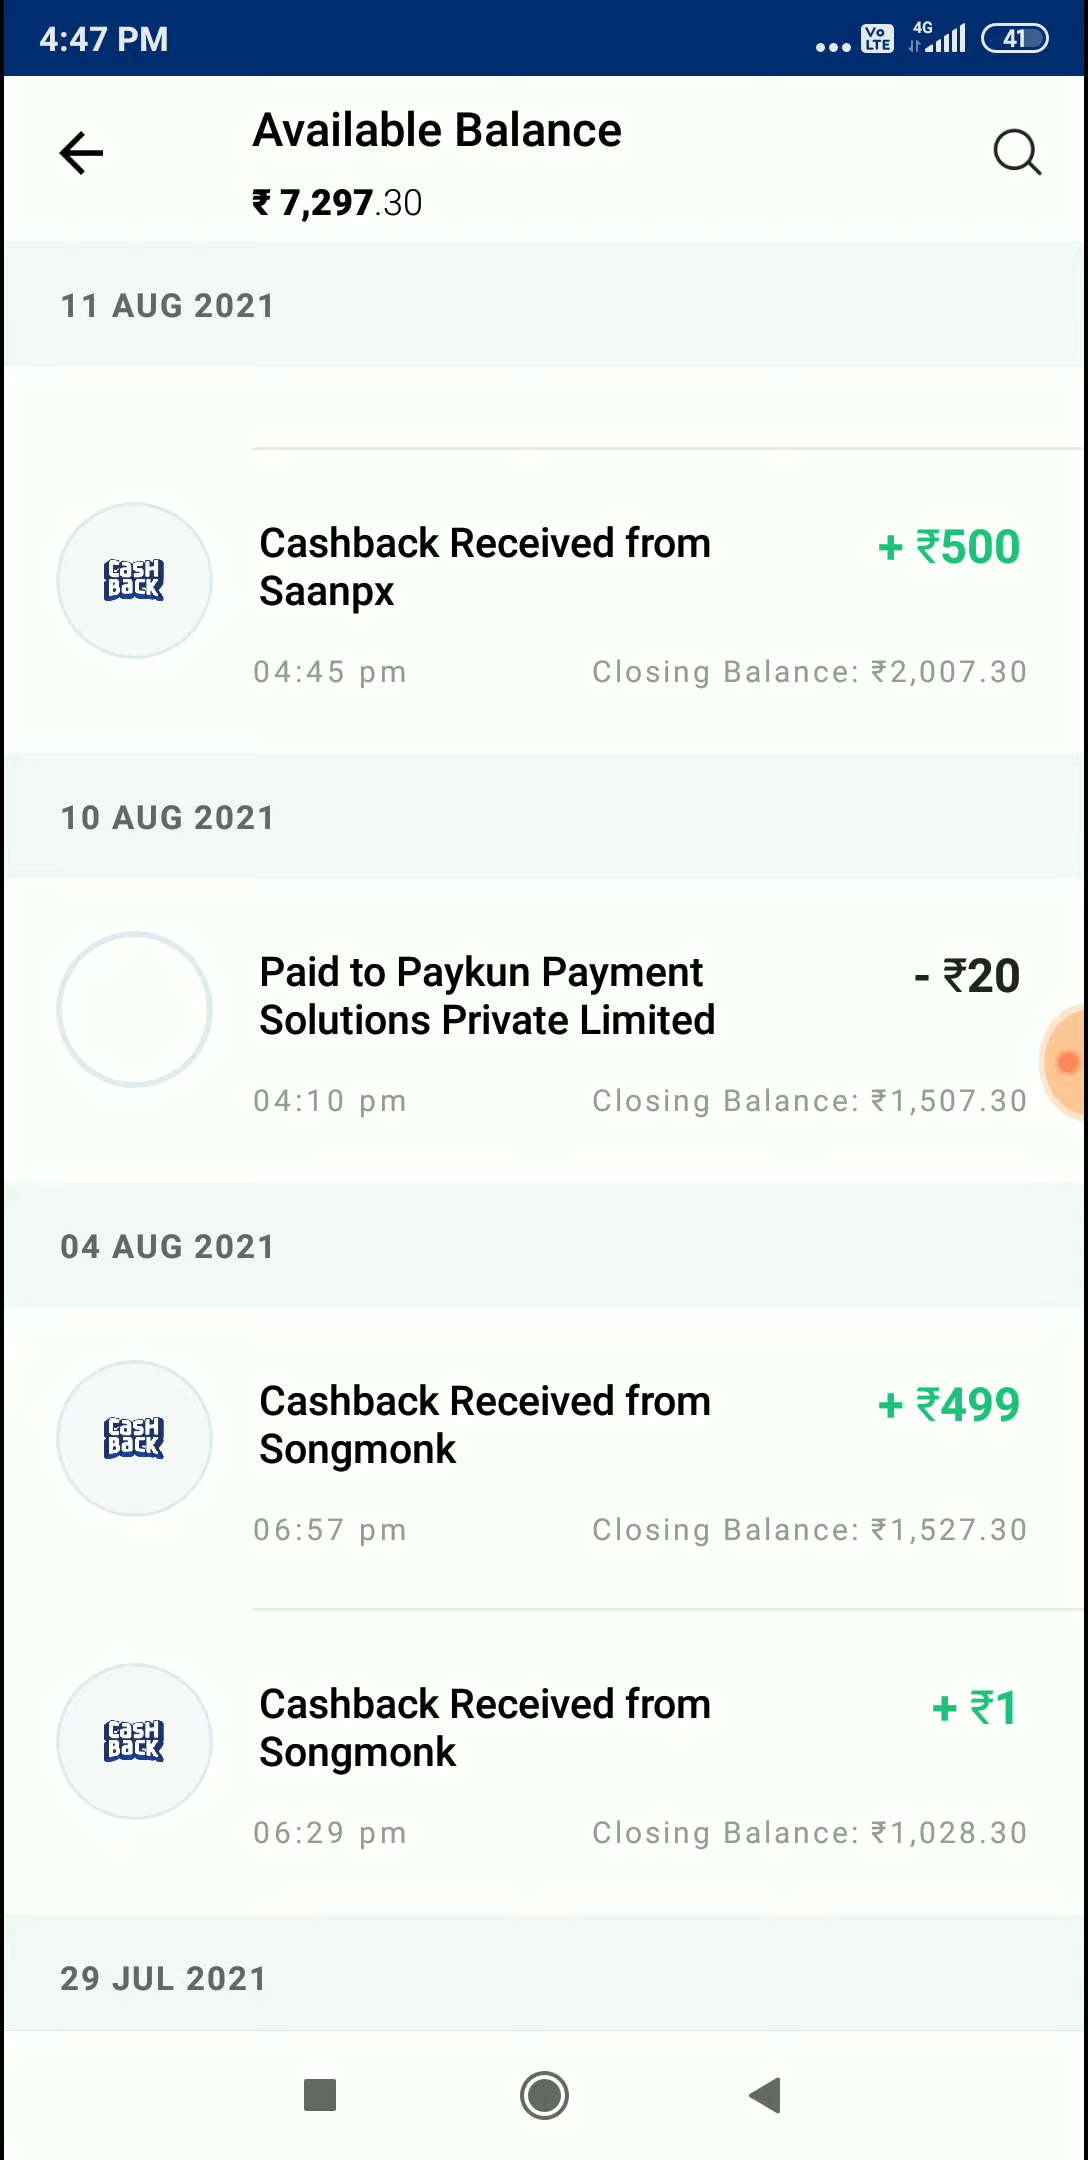 4:47 PM
Vo LTE
4G
41
Available Balance
₹ 7,297.30
11 AUG 2021
CASH
BACK
Cashback Received from
Saanpx
+ ₹500
04:45 pm
Closing Balance: ₹2,007.30
10 AUG 2021
Paid to Paykun Payment
Solutions Private Limited
- ₹20
04:10 pm
Closing Balance: ₹1,507.30
04 AUG 2021
CASH
BACK
Cashback Received from
Songmonk
+ ₹499
06:57 pm
Closing Balance: ₹1,527.30
CASH
BACK
Cashback Received from
Songmonk
+ ₹1
06:29 pm
Closing Balance: ₹1,028.30
29 JUL 2021